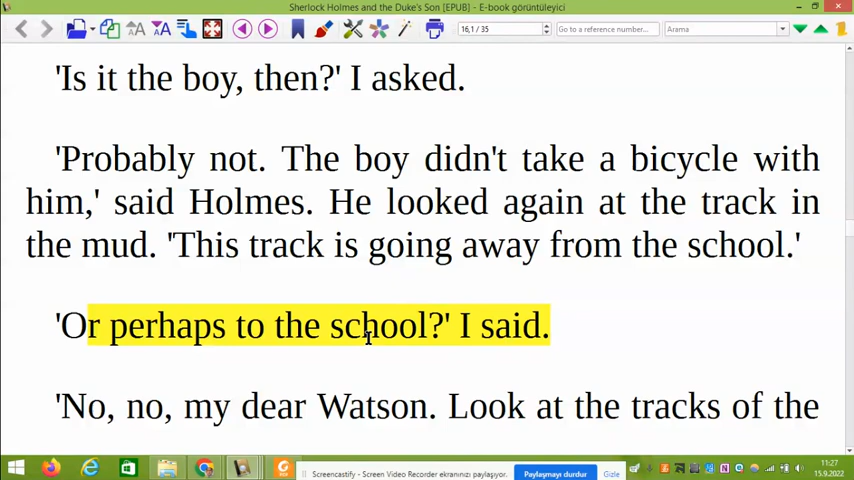 Sherlock Holmes and the Duke's Son [EPUB] - E-book görüntüleyici
16,1 / 35
Go to a reference number...
Arama
'Is it the boy, then?' I asked.
'Probably not. The boy didn't take a bicycle with
him,' said Holmes. He looked again at the track in
the mud. 'This track is going away from the school.'
'Or perhaps to the school?' I said.
'No, no, my dear Watson. Look at the tracks of the
Screencastify - Screen Video Recorder ekranınızı paylaşıyor.
Paylaşmayı durdur
Gizle
11:27
15.9.2022